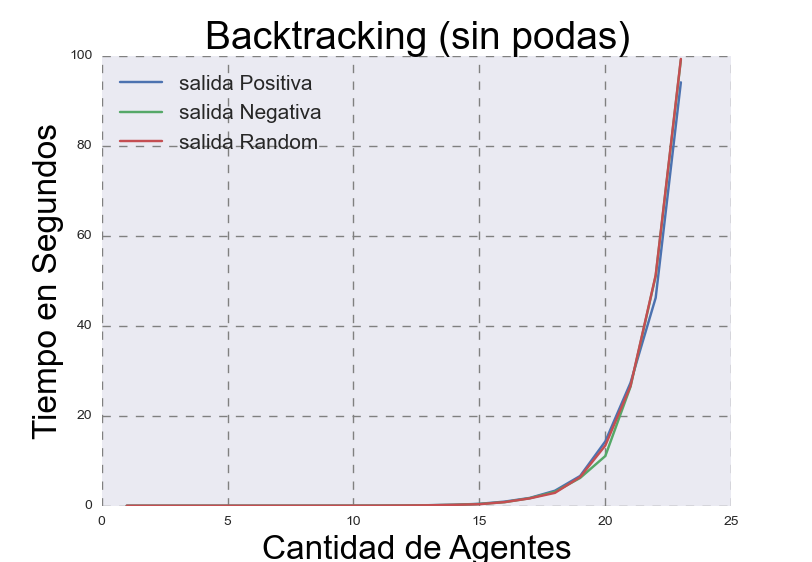 Backtracking (sin podas)
100
80
60
40
20
0
Tiempo en Segundos
salida Positiva
salida Negativa
salida Random
0 5 10 15 20 25
Cantidad de Agentes